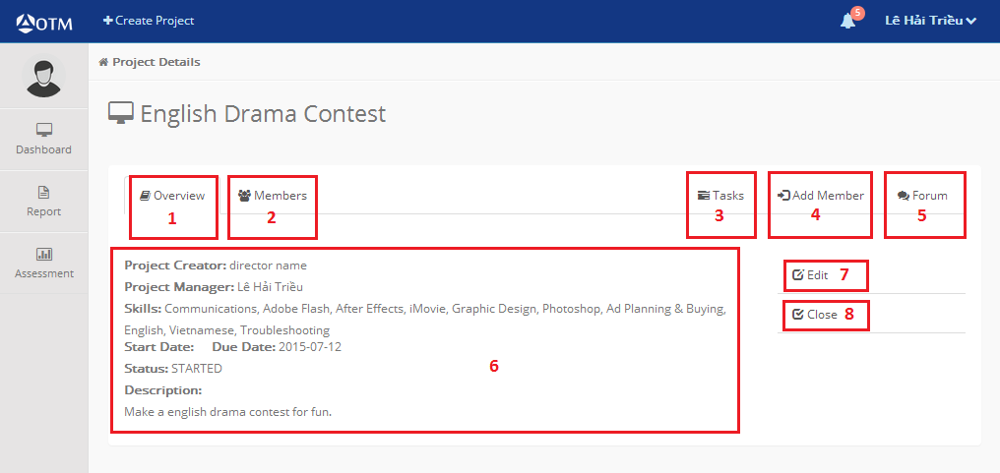 AOTM
Create Project
5
Lê Hải Triều
Project Details
English Drama Contest
Dashboard
Report
Assessment
Overview
1
Members
2
Tasks
3
Add Member
4
Forum
5
Project Creator: director name
Project Manager: Lê Hải Triều
Skills: Communications, Adobe Flash, After Effects, iMovie, Graphic Design, Photoshop, Ad Planning & Buying,
English, Vietnamese, Troubleshooting
Start Date: Due Date: 2015-07-12
Status: STARTED
6
Description:
Make a english drama contest for fun.
Edit 7
Close 8